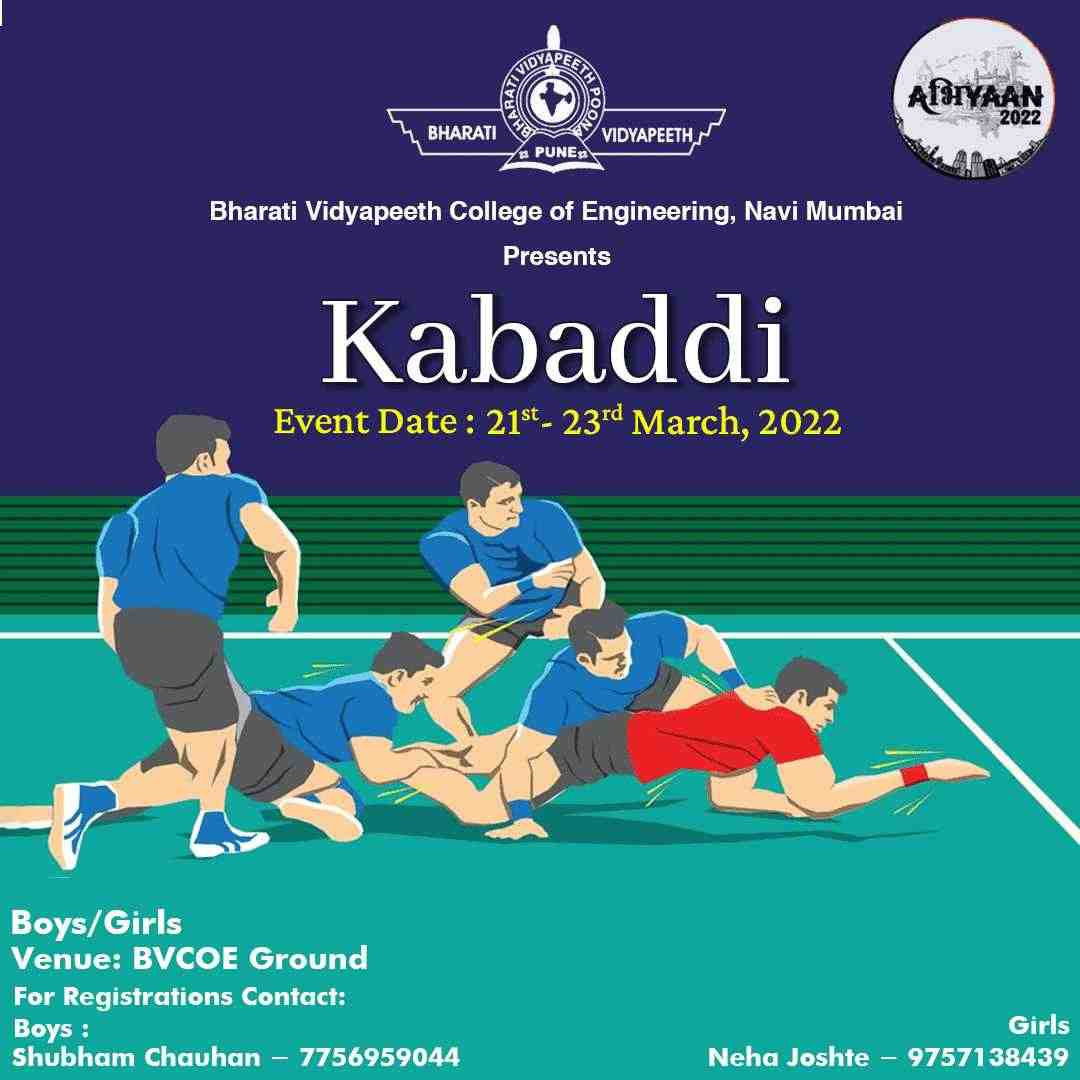 BHARATI VIDYAPEETH POONA
BHARATI VIDYAPEETH
PUNE
AभिYAAN
2022
Bharati Vidyapeeth College of Engineering, Navi Mumbai
Presents
Kabaddi
Event Date : 21st - 23rd March, 2022
Boys/Girls
Venue: BVCOE Ground
For Registrations Contact:
Boys :
Shubham Chauhan – 7756959044
Girls
Neha Joshte – 9757138439